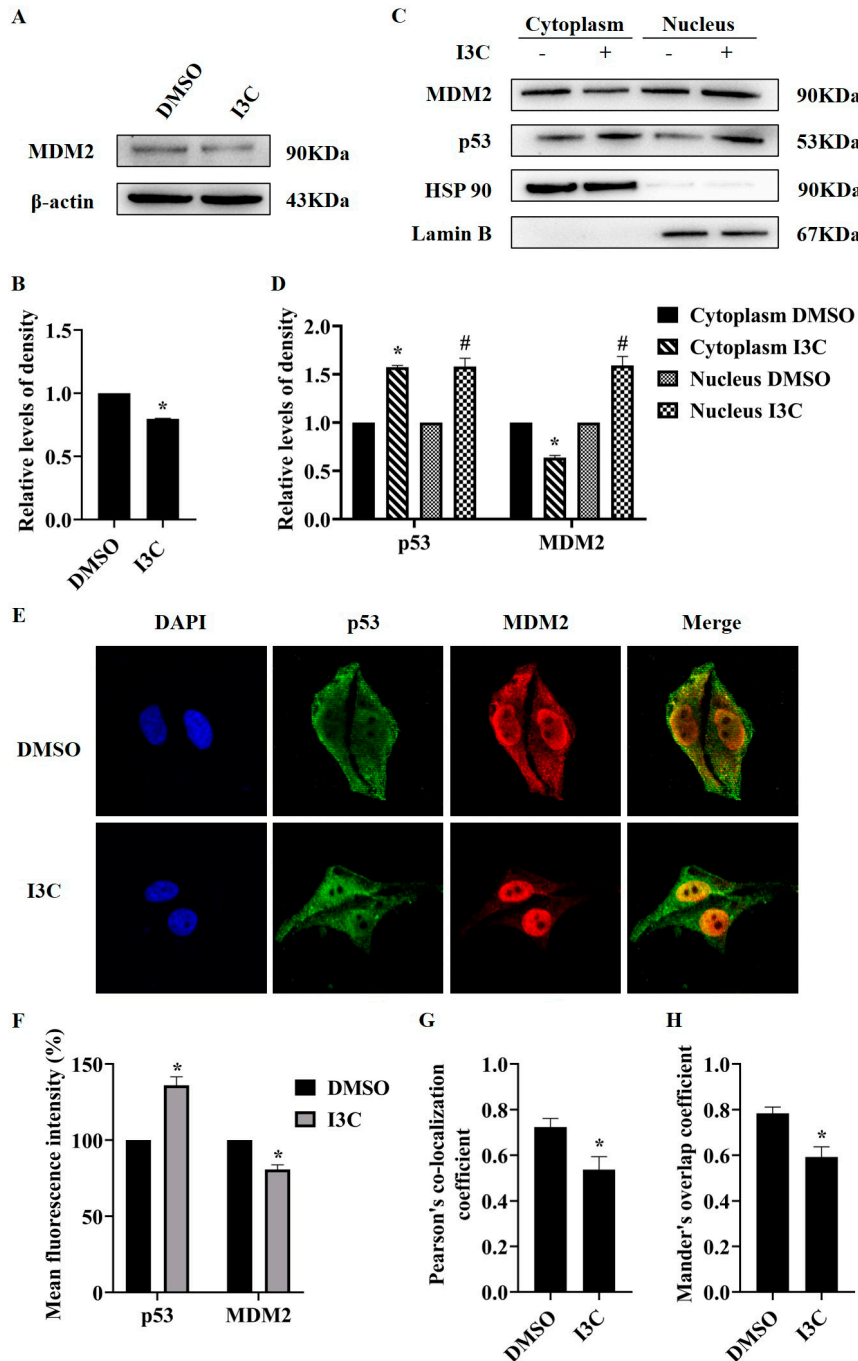 A
DMSO
I3C
MDM2
90KDa
β-actin
43KDa
C
Cytoplasm Nucleus
I3C - + - +
MDM2 90KDa
p53 53KDa
HSP 90 90KDa
Lamin B 67KDa
B
Relative levels of density
1.5
1.0
0.5
0.0
*
DMSO
I3C
D
Relative levels of density
2.0
1.5
1.0
0.5
0.0
* # * #
p53 MDM2
Cytoplasm DMSO
Cytoplasm I3C
Nucleus DMSO
Nucleus I3C
E
DAPI p53 MDM2 Merge
DMSO
I3C
F
Mean fluorescence intensity (%)
150
100
50
0
* *
p53 MDM2
DMSO
I3C
G
Pearson's co-localization
coefficient
1.0
0.8
0.6
0.4
0.2
0.0
*
DMSO
I3C
H
Mander's overlap coefficient
1.0
0.8
0.6
0.4
0.2
0.0
*
DMSO
I3C